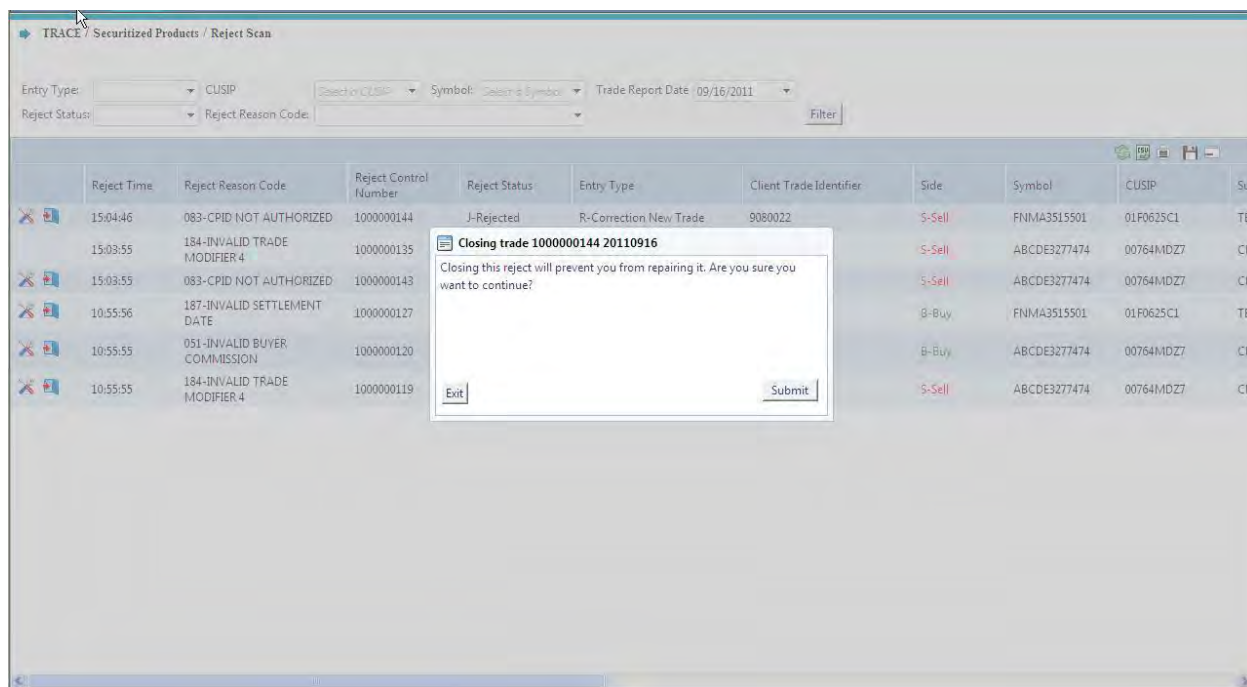 TRACE / Securitized Products / Reject Scan
Entry Type: CUSIP Select a CUSIP Symbol: Select a Symbol Trade Report Date 09/16/2011
Reject Status: Reject Reason Code: Filter
Reject Time Reject Reason Code Reject Control Number Reject Status Entry Type Client Trade Identifier Side Symbol CUSIP
15:04:46 083-CPID NOT AUTHORIZED 1000000144 J-Rejected R-Correction New Trade 9080022 S-Sell FNMA3515501 01F0625C1
15:03:55 184-INVALID TRADE MODIFIER 4 1000000135 S-Sell ABCDE3277474 00764MDZ7
15:03:55 083-CPID NOT AUTHORIZED 1000000143 S-Sell ABCDE3277474 00764MDZ7
10:55:56 187-INVALID SETTLEMENT DATE 1000000127 B-Buy FNMA3515501 01F0625C1
10:55:55 051-INVALID BUYER COMMISSION 1000000120 B-Buy ABCDE3277474 00764MDZ7
10:55:55 184-INVALID TRADE MODIFIER 4 1000000119 S-Sell ABCDE3277474 00764MDZ7
Closing trade 1000000144 20110916
Closing this reject will prevent you from repairing it. Are you sure you
want to continue?
Exit Submit